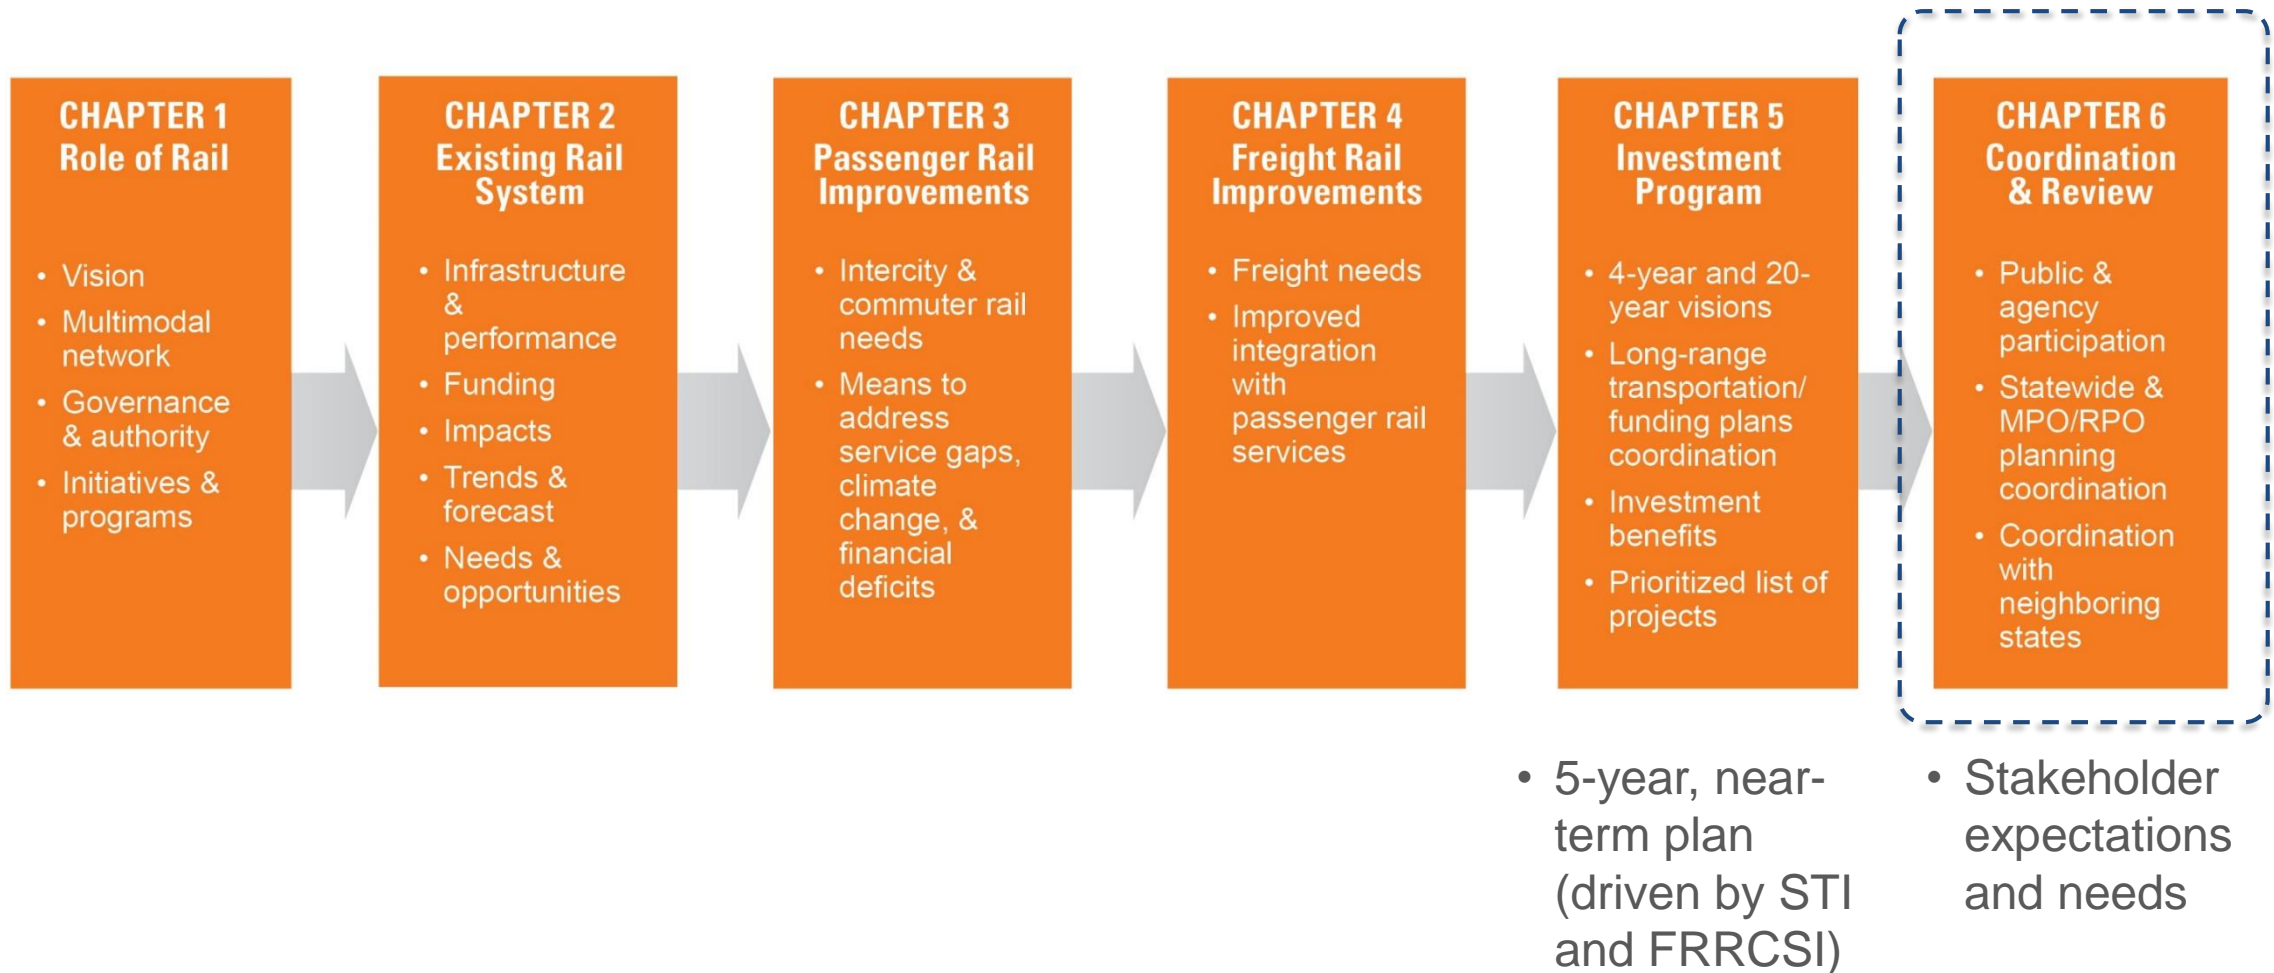 CHAPTER 1
Role of Rail
• Vision
• Multimodal
network
• Governance
& authority
• Initiatives &
programs
CHAPTER 2
Existing Rail
System
• Infrastructure
&
performance
• Funding
• Impacts
• Trends &
forecast
• Needs &
opportunities
CHAPTER 3
Passenger Rail
Improvements
• Intercity &
commuter rail
needs
• Means to
address
service gaps,
climate
change, &
financial
deficits
CHAPTER 4
Freight Rail
Improvements
• Freight needs
• Improved
integration
with
passenger rail
services
CHAPTER 5
Investment
Program
• 4-year and 20-
year visions
• Long-range
transportation/
funding plans
coordination
• Investment
benefits
• Prioritized list of
projects
CHAPTER 6
Coordination
& Review
• Public &
agency
participation
• Statewide &
MPO/RPO
planning
coordination
• Coordination
with
neighboring
states
• 5-year, near-
term plan
(driven by STI
and FRRCSI)
• Stakeholder
expectations
and needs